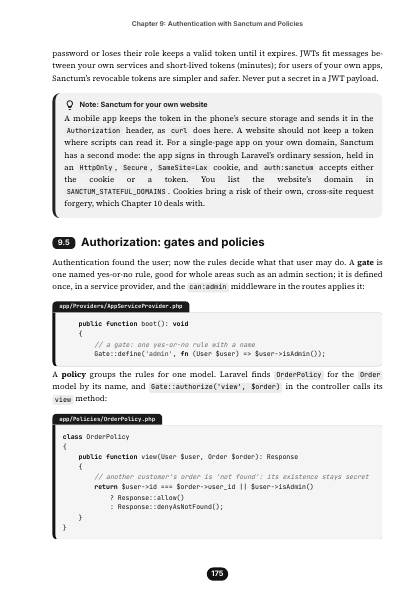 Chapter 9: Authentication with Sanctum and Policies
password or loses their role keeps a valid token until it expires. JWTs fit messages be-
tween your own services and short-lived tokens (minutes); for users of your own apps,
Sanctum's revocable tokens are simpler and safer. Never put a secret in a JWT payload.
Note: Sanctum for your own website
A mobile app keeps the token in the phone's secure storage and sends it in the
Authorization header, as curl does here. A website should not keep a token
where scripts can read it. For a single-page app on your own domain, Sanctum
has a second mode: the app signs in through Laravel's ordinary session, held in
an HttpOnly, Secure, SameSite=Lax cookie, and auth:sanctum accepts either
the cookie or a token. You list the website's domain in
SANCTUM_STATEFUL_DOMAINS. Cookies bring a risk of their own, cross-site request
forgery, which Chapter 10 deals with.
9.5 Authorization: gates and policies
Authentication found the user; now the rules decide what that user may do. A gate is
one named yes-or-no rule, good for whole areas such as an admin section; it is defined
once, in a service provider, and the can:admin middleware in the routes applies it:
app/Providers/AppServiceProvider.php
public function boot(): void
{
// a gate: one yes-or-no rule with a name
Gate::define('admin', fn (User $user) => $user->isAdmin());
A policy groups the rules for one model. Laravel finds OrderPolicy for the Order
model by its name, and Gate::authorize('view', $order) in the controller calls its
view method:
app/Policies/OrderPolicy.php
class OrderPolicy
{
public function view(User $user, Order $order): Response
{
// another customer's order is 'not found': its existence stays secret
return $user->id === $order->user_id || $user->isAdmin()
? Response::allow()
: Response::denyAsNotFound();
}
}
175